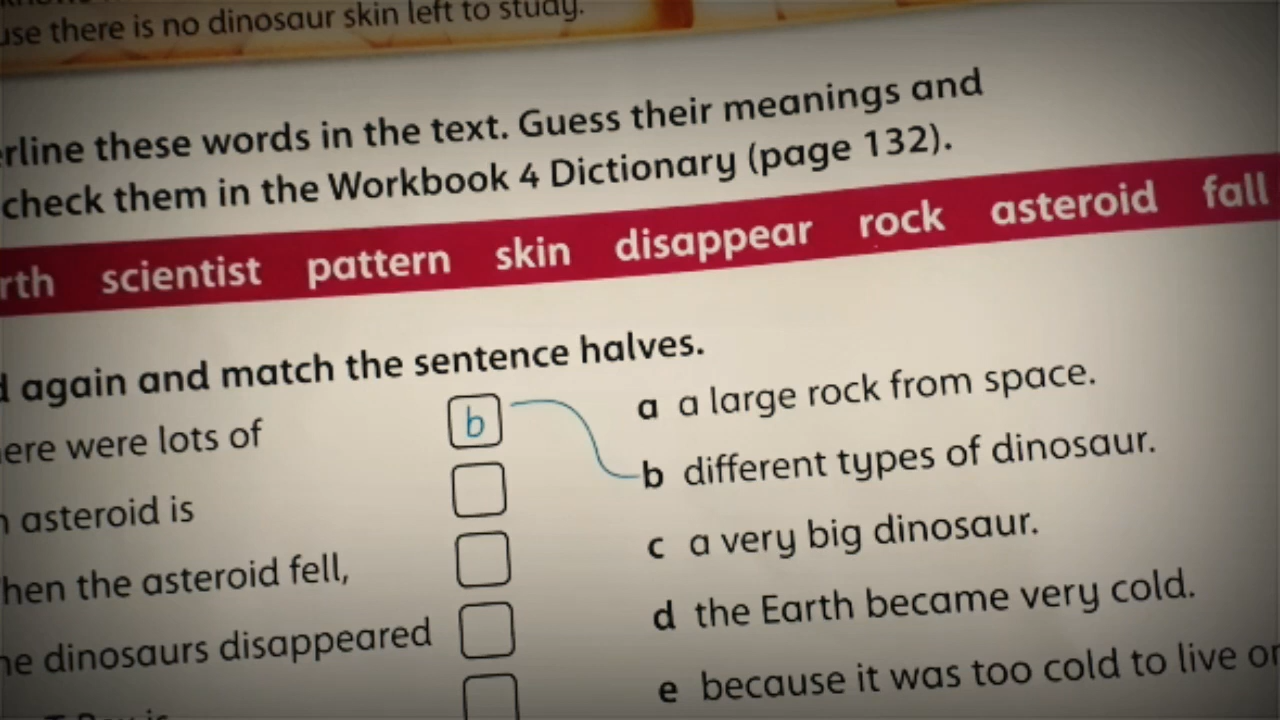 use there is no dinosaur skin left to study.
erline these words in the text. Guess their meanings and
check them in the Workbook 4 Dictionary (page 132).
rth scientist pattern skin disappear rock asteroid fall
again and match the sentence halves.
ere were lots of b a a large rock from space.
asteroid is b different types of dinosaur.
hen the asteroid fell, c a very big dinosaur.
he dinosaurs disappeared d the Earth became very cold.
e because it was too cold to live on